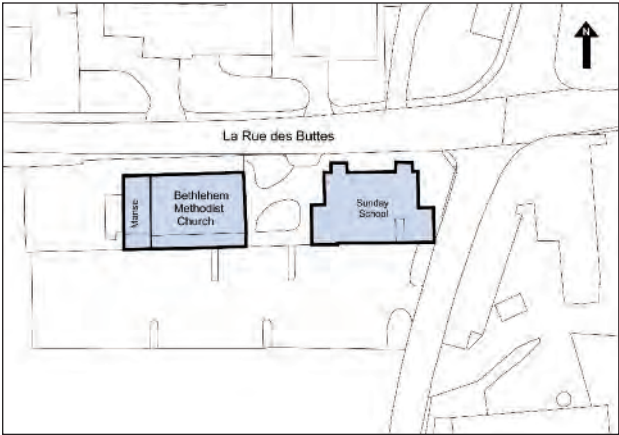 N
La Rue des Buttes
Manse
Bethlehem
Methodist
Church
Sunday
School